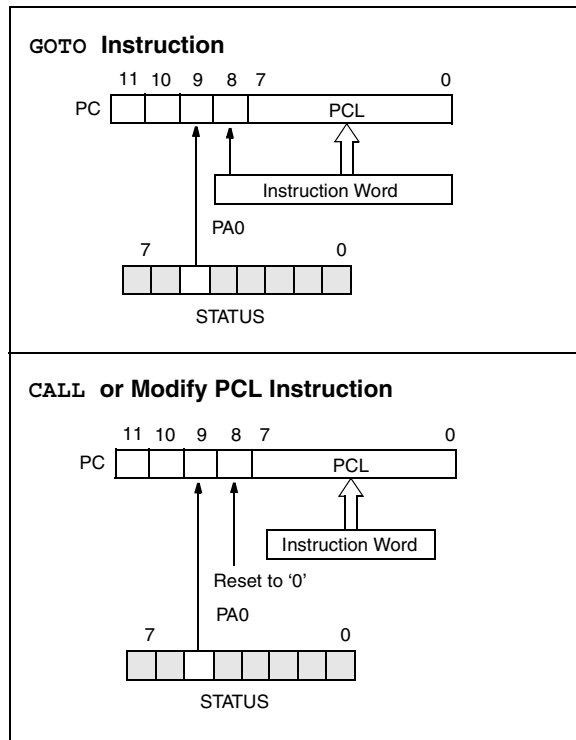 GOTO Instruction
11 10 9 8 7 0
PC PCL
Instruction Word
PA0
7 0
STATUS
CALL or Modify PCL Instruction
11 10 9 8 7 0
PC PCL
Instruction Word
Reset to ‘0’
PA0
7 0
STATUS